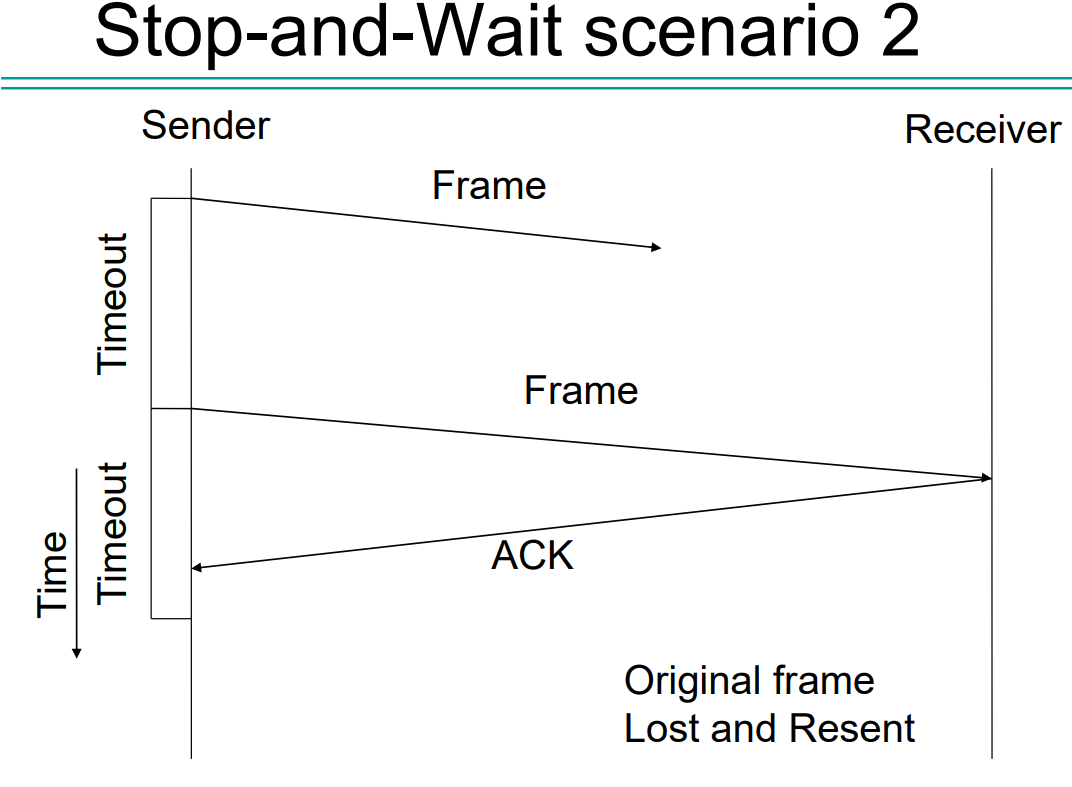 Stop-and-Wait scenario 2
Sender
Receiver
Frame
Timeout
Frame
Timeout
Time
ACK
Original frame
Lost and Resent